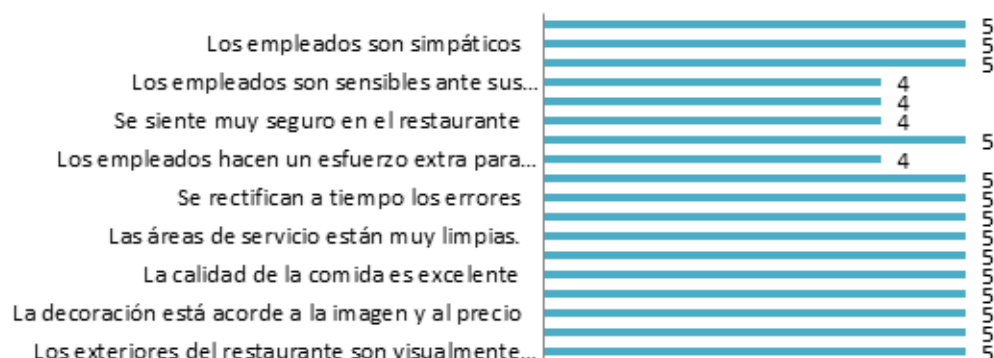 5
Los empleados son simpáticos 5
5
Los empleados son sensibles ante sus... 4
4
Se siente muy seguro en el restaurante 4
5
Los empleados hacen un esfuerzo extra para... 4
5
Se rectifican a tiempo los errores 5
5
Las áreas de servicio están muy limpias. 5
5
La calidad de la comida es excelente 5
5
La decoración está acorde a la imagen y al precio 5
5
Los exteriores del restaurante son visualmente... 5